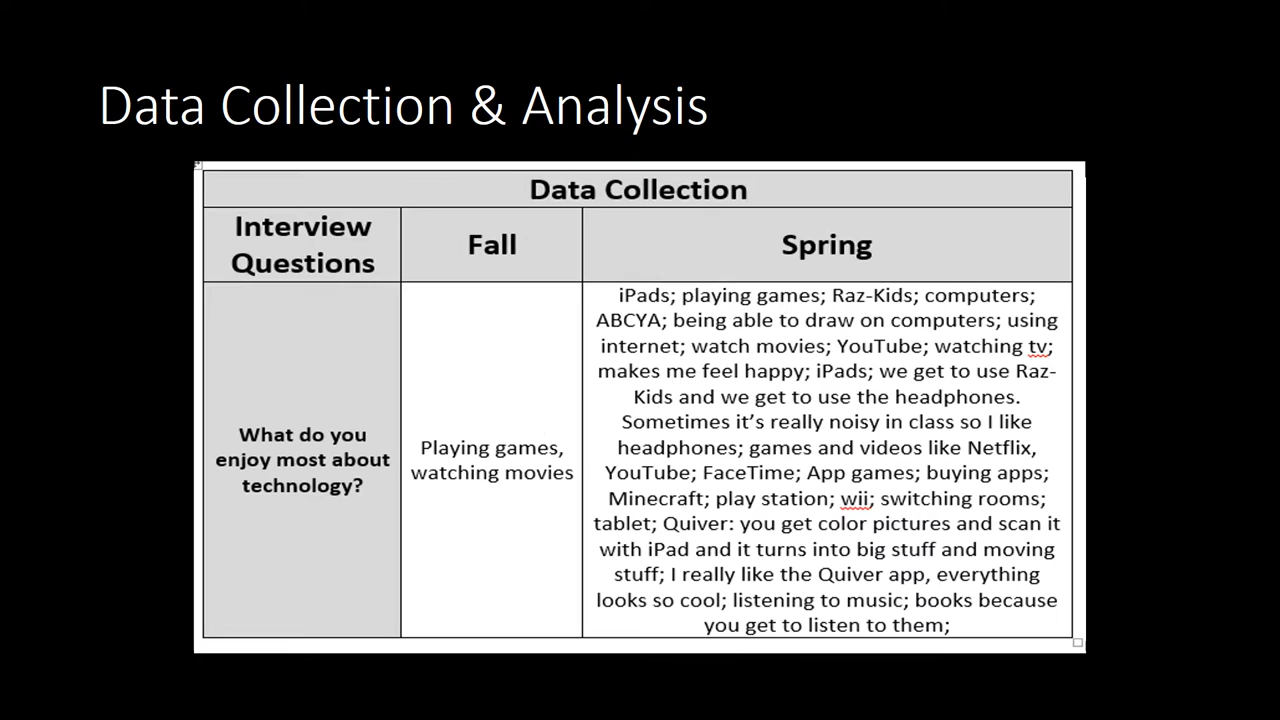 Data Collection & Analysis
Data Collection
Interview
Questions
Fall
Spring
What do you
enjoy most about
technology?
Playing games,
watching movies
iPads; playing games; Raz-Kids; computers;
ABCYA; being able to draw on computers; using
internet; watch movies; YouTube; watching tv;
makes me feel happy; iPads; we get to use Raz-
Kids and we get to use the headphones.
Sometimes it's really noisy in class so I like
headphones; games and videos like Netflix,
YouTube; FaceTime; App games; buying apps;
Minecraft; play station; wii; switching rooms;
tablet; Quiver: you get color pictures and scan it
with iPad and it turns into big stuff and moving
stuff; I really like the Quiver app, everything
looks so cool; listening to music; books because
you get to listen to them;